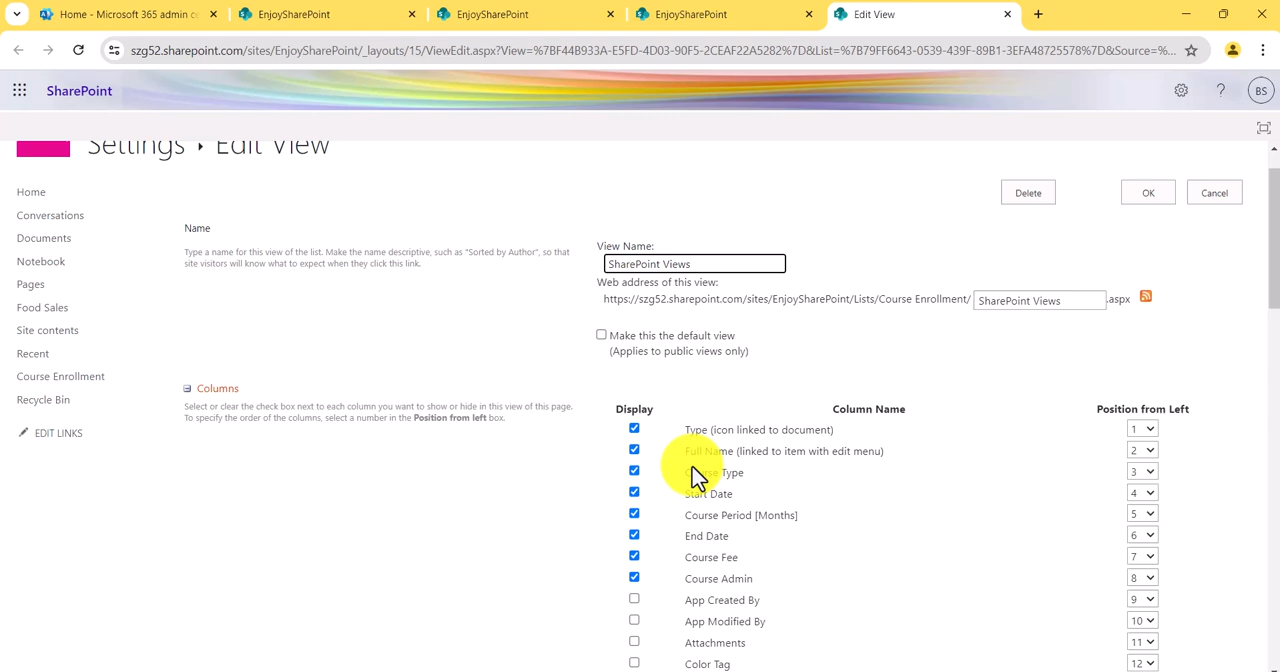 Home - Microsoft 365 admin ce
EnjoySharePoint
EnjoySharePoint
EnjoySharePoint
Edit View
szg52.sharepoint.com/sites/EnjoySharePoint/_layouts/15/ViewEdit.aspx?View=%7BF44B933A-E5FD-4D03-90F5-2CEAF22A5282%7D&List=%7B79FF6643-0539-439F-89B1-3EFA48725578%7D&Source=%...
SharePoint
BS
Settings ▸ Edit View
Home
Conversations
Documents
Notebook
Pages
Food Sales
Site contents
Recent
Course Enrollment
Recycle Bin
EDIT LINKS
Delete
OK
Cancel
Name
Type a name for this view of the list. Make the name descriptive, such as "Sorted by Author", so that
site visitors will know what to expect when they click this link.
View Name:
SharePoint Views
Web address of this view:
https://szg52.sharepoint.com/sites/EnjoySharePoint/Lists/Course Enrollment/ SharePoint Views .aspx
Make this the default view
(Applies to public views only)
Columns
Select or clear the check box next to each column you want to show or hide in this view of this page.
To specify the order of the columns, select a number in the Position from left box.
Display Column Name Position from Left
Type (icon linked to document) 1
Full Name (linked to item with edit menu) 2
Course Type 3
Start Date 4
Course Period [Months] 5
End Date 6
Course Fee 7
Course Admin 8
App Created By 9
App Modified By 10
Attachments 11
Color Tag 12